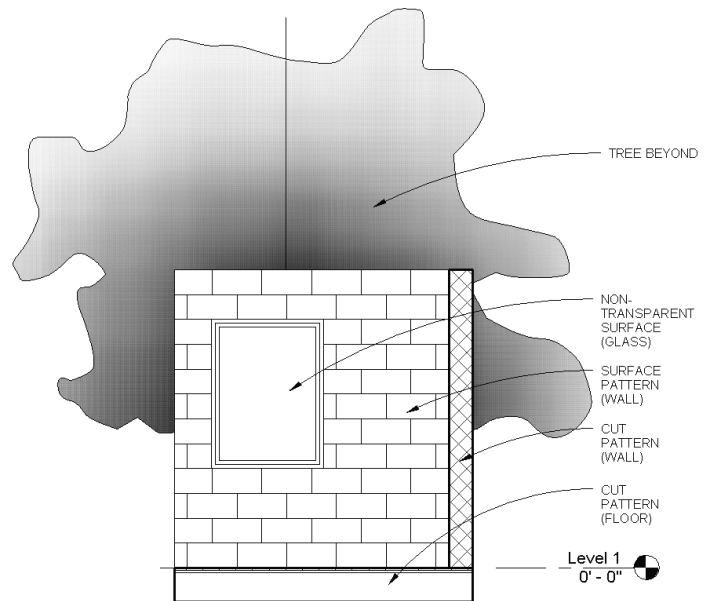 TREE BEYOND
NON-
TRANSPARENT
SURFACE
(GLASS)
SURFACE
PATTERN
(WALL)
CUT
PATTERN
(WALL)
CUT
PATTERN
(FLOOR)
Level 1
0' - 0"